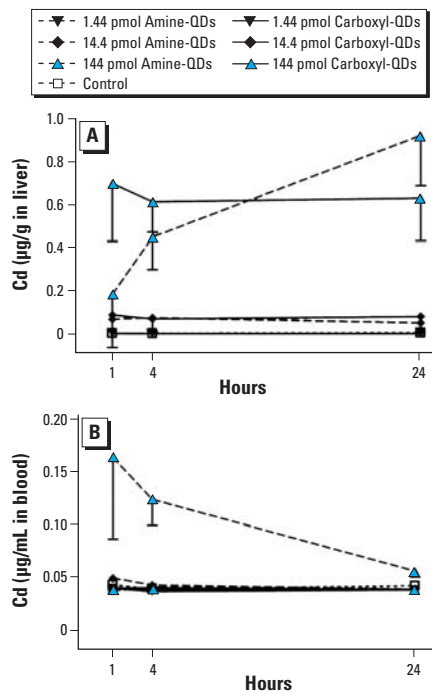 1.44 pmol Amine-QDs 1.44 pmol Carboxyl-QDs
14.4 pmol Amine-QDs 14.4 pmol Carboxyl-QDs
144 pmol Amine-QDs 144 pmol Carboxyl-QDs
Control
A
Cd (µg/g in liver)
1.0
0.8
0.6
0.4
0.2
0
1 4 24
Hours
B
Cd (µg/mL in blood)
0.20
0.15
0.10
0.05
0
1 4 24
Hours